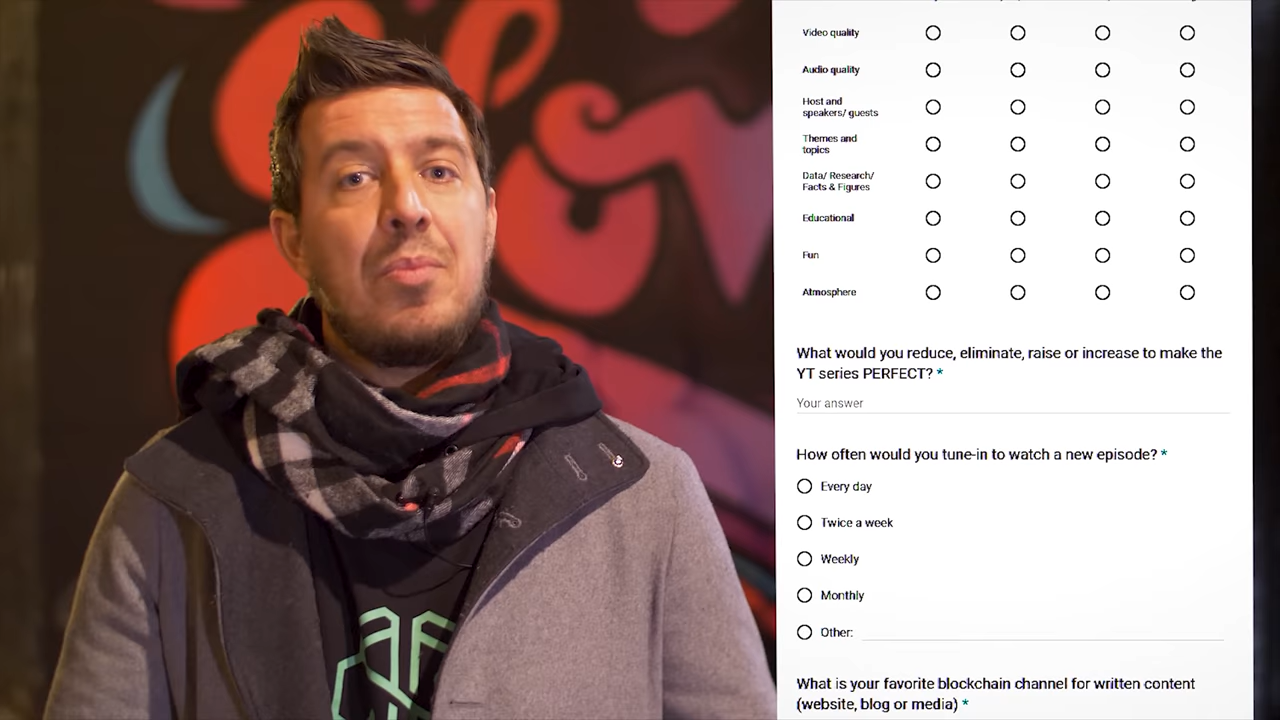 Video quality
Audio quality
Host and
speakers/ guests
Themes and
topics
Data/ Research/
Facts & Figures
Educational
Fun
Atmosphere
What would you reduce, eliminate, raise or increase to make the
YT series PERFECT? *
Your answer
How often would you tune-in to watch a new episode? *
Every day
Twice a week
Weekly
Monthly
Other:
What is your favorite blockchain channel for written content
(website, blog or media) *